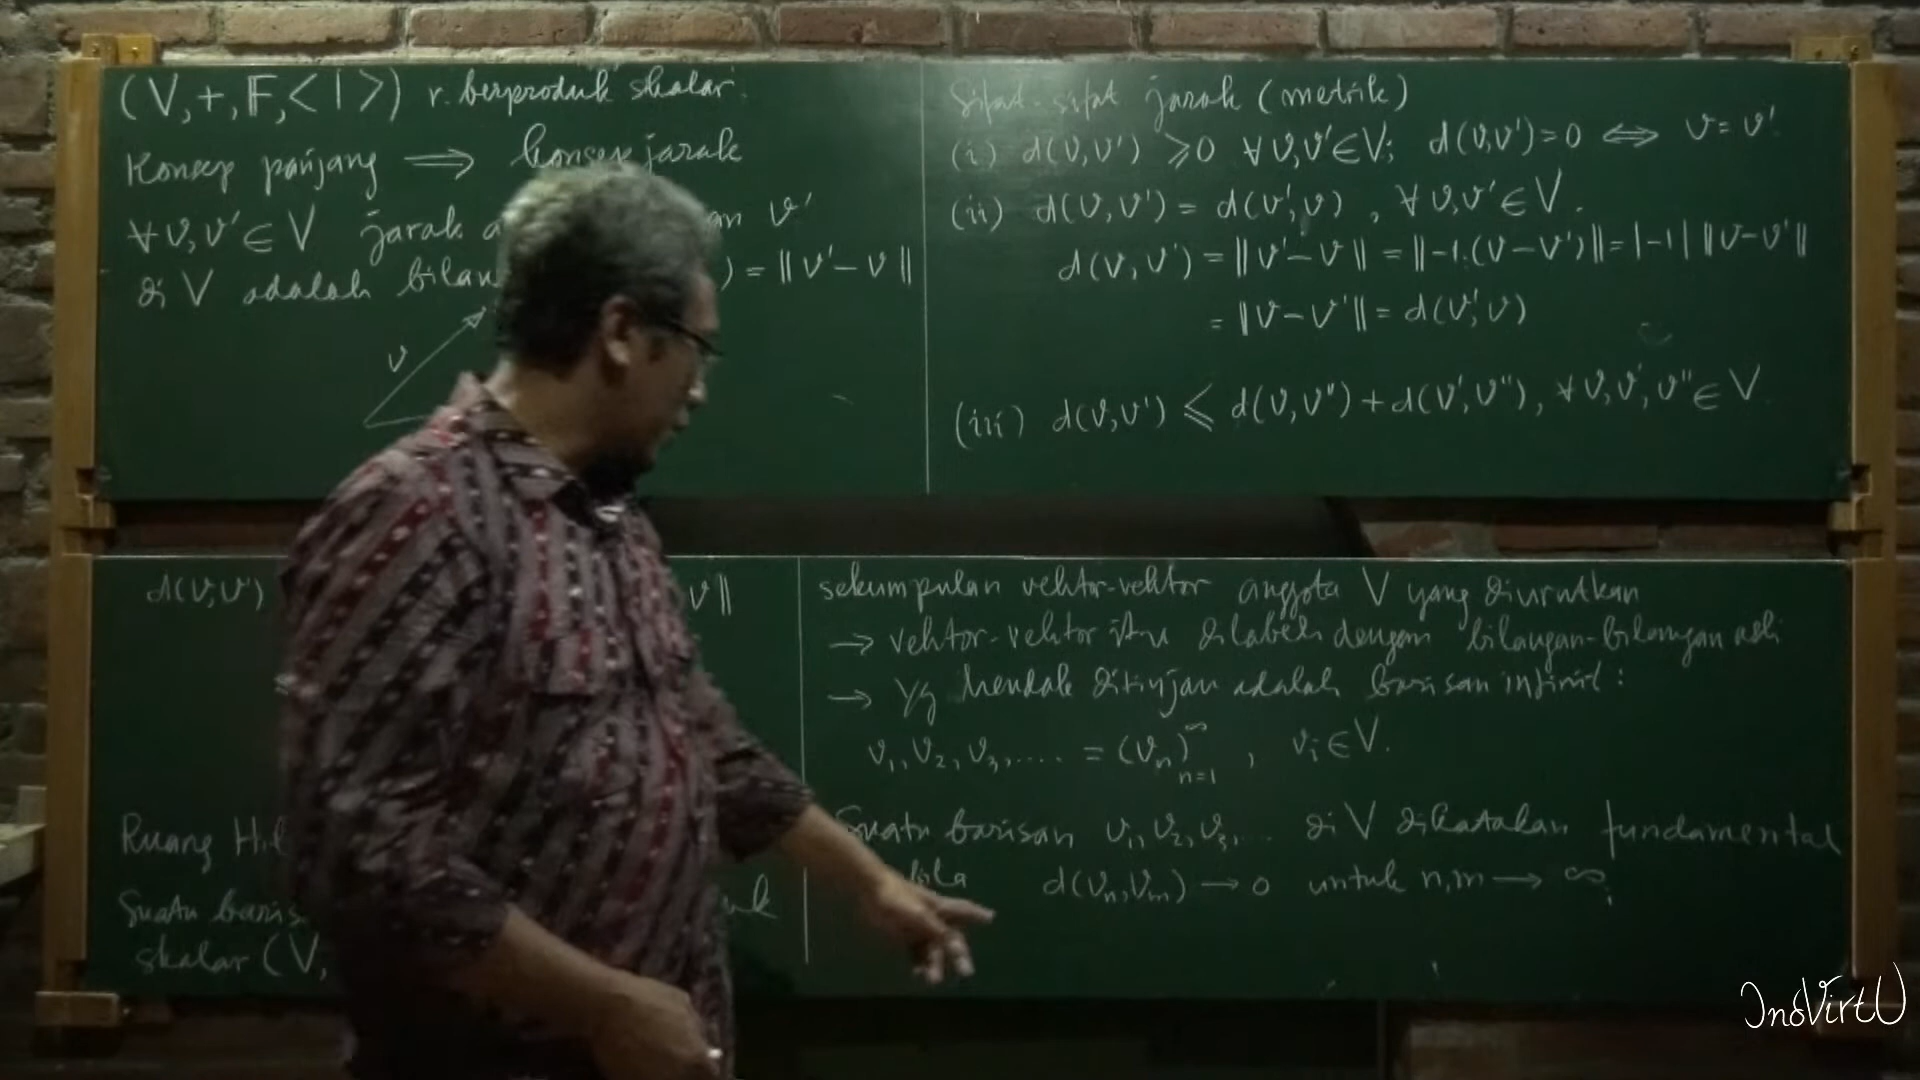 (V,+,F,<|>) r. berproduk skalar.
Konsep panjang ⟹ konsep jarak
∀ v,v' ∈ V jarak v'
di V adalah ) = ||v' − v||
v
Sifat-sifat jarak (metrik)
(i) d(v,v') ⩾ 0 ∀ v,v' ∈ V; d(v,v') = 0 ⟺ v = v'
(ii) d(v,v') = d(v',v), ∀ v,v' ∈ V.
d(v,v') = ||v' − v|| = ||−1.(v − v')|| = |−1| ||v − v'||
= ||v − v'|| = d(v',v)
(iii) d(v,v') ⩽ d(v,v'') + d(v',v''), ∀ v,v',v'' ∈ V
d(v,v') v||
Ruang
Suatu
skalar (V,
sekumpulan vektor-vektor anggota V yang diurutkan
→ vektor-vektor itu dilabeli dengan bilangan-bilangan asli
→ yg hendak ditinjau adalah barisan infinit :
v₁, v₂, v₃, .... = (vₙ)ₙ₌₁^∞ , vᵢ ∈ V.
Suatu barisan v₁, v₂, v₃, ... di V dikatakan fundamental
bila d(vₙ,vₘ) → 0 untuk n,m → ∞
InoVirtU